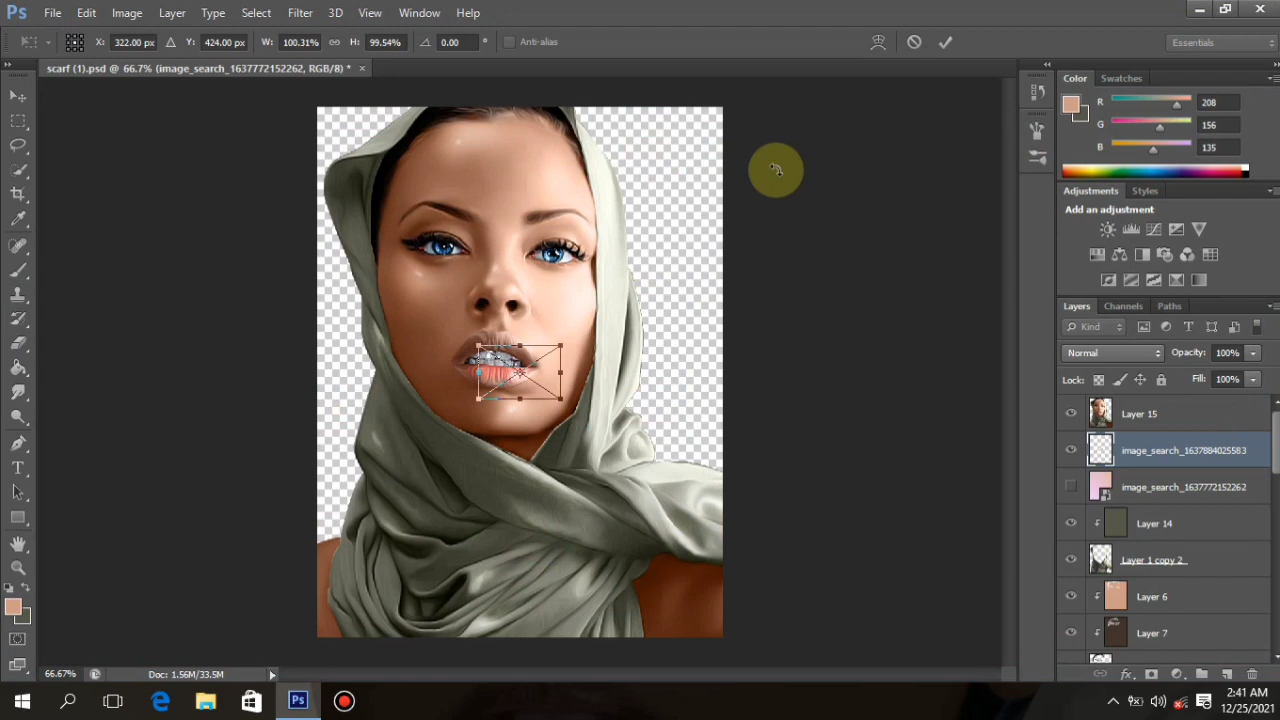 Ps File Edit Image Layer Type Select Filter 3D View Window Help
X: 322.00 px Y: 424.00 px W: 100.31% H: 99.54% 0.00 ° Anti-alias Essentials
scarf (1).psd @ 66.7% (image_search_1637772152262, RGB/8) * ×
Color Swatches
R 208
G 156
B 135
Adjustments Styles
Add an adjustment
Layers Channels Paths
Kind
Normal Opacity: 100%
Lock: Fill: 100%
Layer 15
image_search_1637884025583
image_search_1637772152262
Layer 14
Layer 1 copy 2
Layer 6
Layer 7
66.67% Doc: 1.56M/33.5M
2:41 AM
12/25/2021